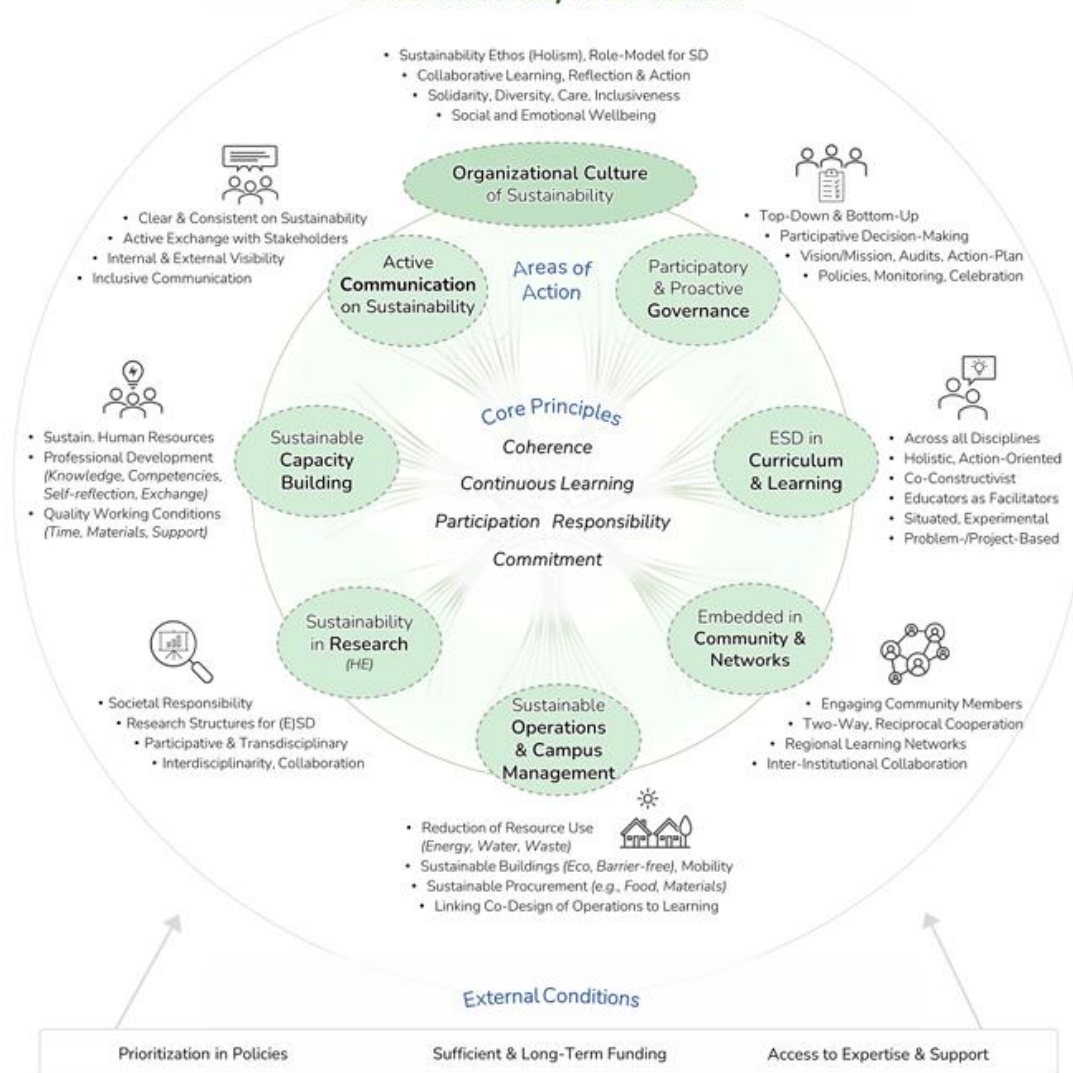 • Sustainability Ethos (Holism), Role-Model for SD
• Collaborative Learning, Reflection & Action
• Solidarity, Diversity, Care, Inclusiveness
• Social and Emotional Wellbeing
Organizational Culture
of Sustainability
• Clear & Consistent on Sustainability
• Active Exchange with Stakeholders
• Internal & External Visibility
• Inclusive Communication
Active
Communication
on Sustainability
Areas of
Action
Participatory
& Proactive
Governance
• Top-Down & Bottom-Up
• Participative Decision-Making
• Vision/Mission, Audits, Action-Plan
• Policies, Monitoring, Celebration
• Sustain. Human Resources
• Professional Development
(Knowledge, Competencies,
Self-reflection, Exchange)
• Quality Working Conditions
(Time, Materials, Support)
Sustainable
Capacity
Building
Core Principles
Coherence
Continuous Learning
Participation Responsibility
Commitment
ESD in
Curriculum
& Learning
• Across all Disciplines
• Holistic, Action-Oriented
• Co-Constructivist
• Educators as Facilitators
• Situated, Experimental
• Problem-/Project-Based
Sustainability
in Research
(HE)
• Societal Responsibility
• Research Structures for (E)SD
• Participative & Transdisciplinary
• Interdisciplinarity, Collaboration
Embedded in
Community &
Networks
• Engaging Community Members
• Two-Way, Reciprocal Cooperation
• Regional Learning Networks
• Inter-Institutional Collaboration
Sustainable
Operations
& Campus
Management
• Reduction of Resource Use
(Energy, Water, Waste)
• Sustainable Buildings (Eco, Barrier-free), Mobility
• Sustainable Procurement (e.g., Food, Materials)
• Linking Co-Design of Operations to Learning
External Conditions
Prioritization in Policies
Sufficient & Long-Term Funding
Access to Expertise & Support